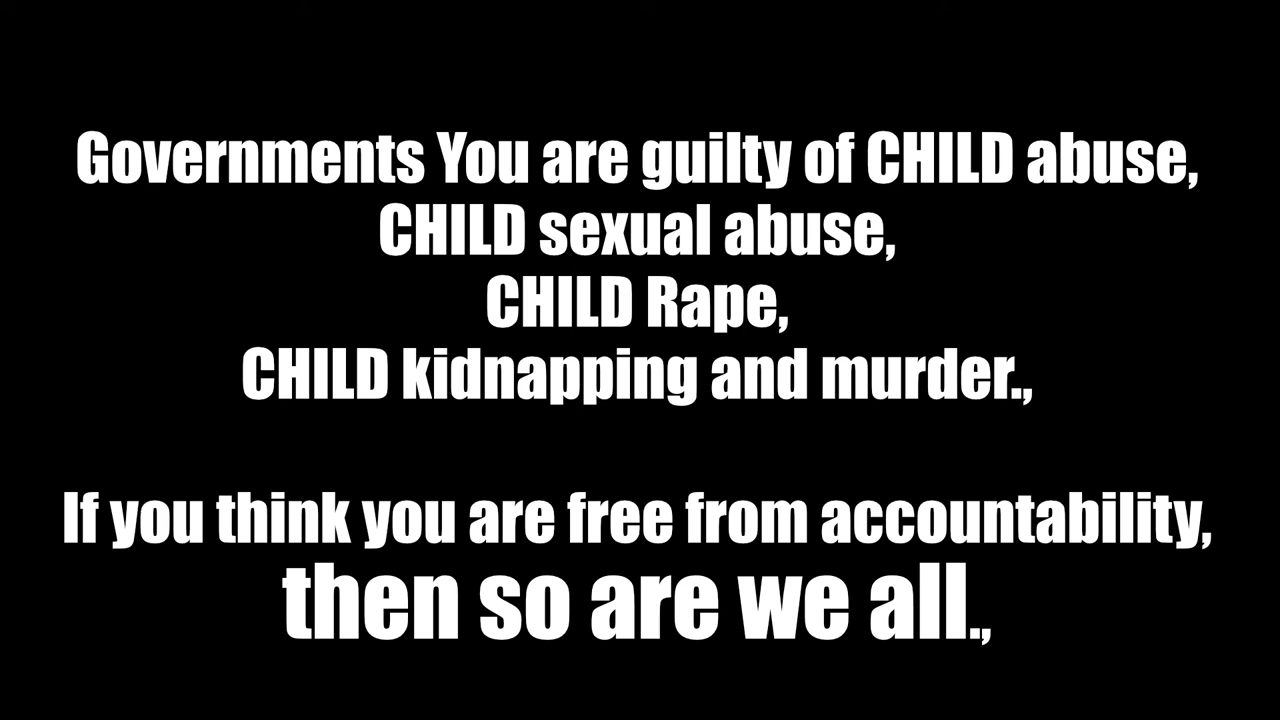 Governments You are guilty of CHILD abuse,
CHILD sexual abuse,
CHILD Rape,
CHILD kidnapping and murder.,
If you think you are free from accountability,
then so are we all.,